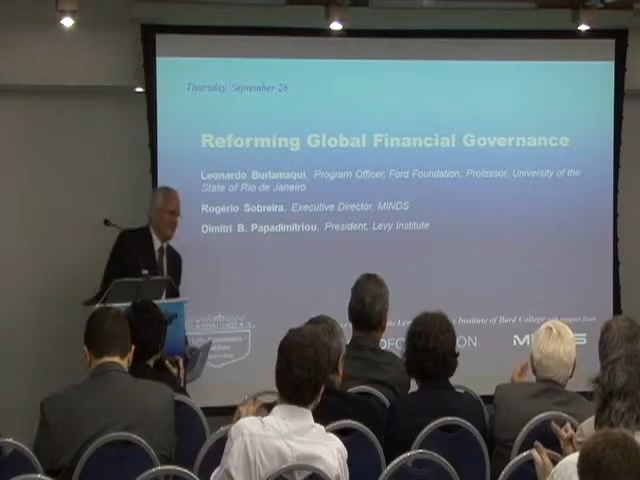 Thursday, September 26
Reforming Global Financial Governance
Leonardo Burlamaqui, Program Officer, Ford Foundation. Professor, University of the
State of Rio de Janeiro
Rogério Sobreira, Executive Director, MINDS
Dimitri B. Papadimitriou, President, Levy Institute
Institute of Bard College